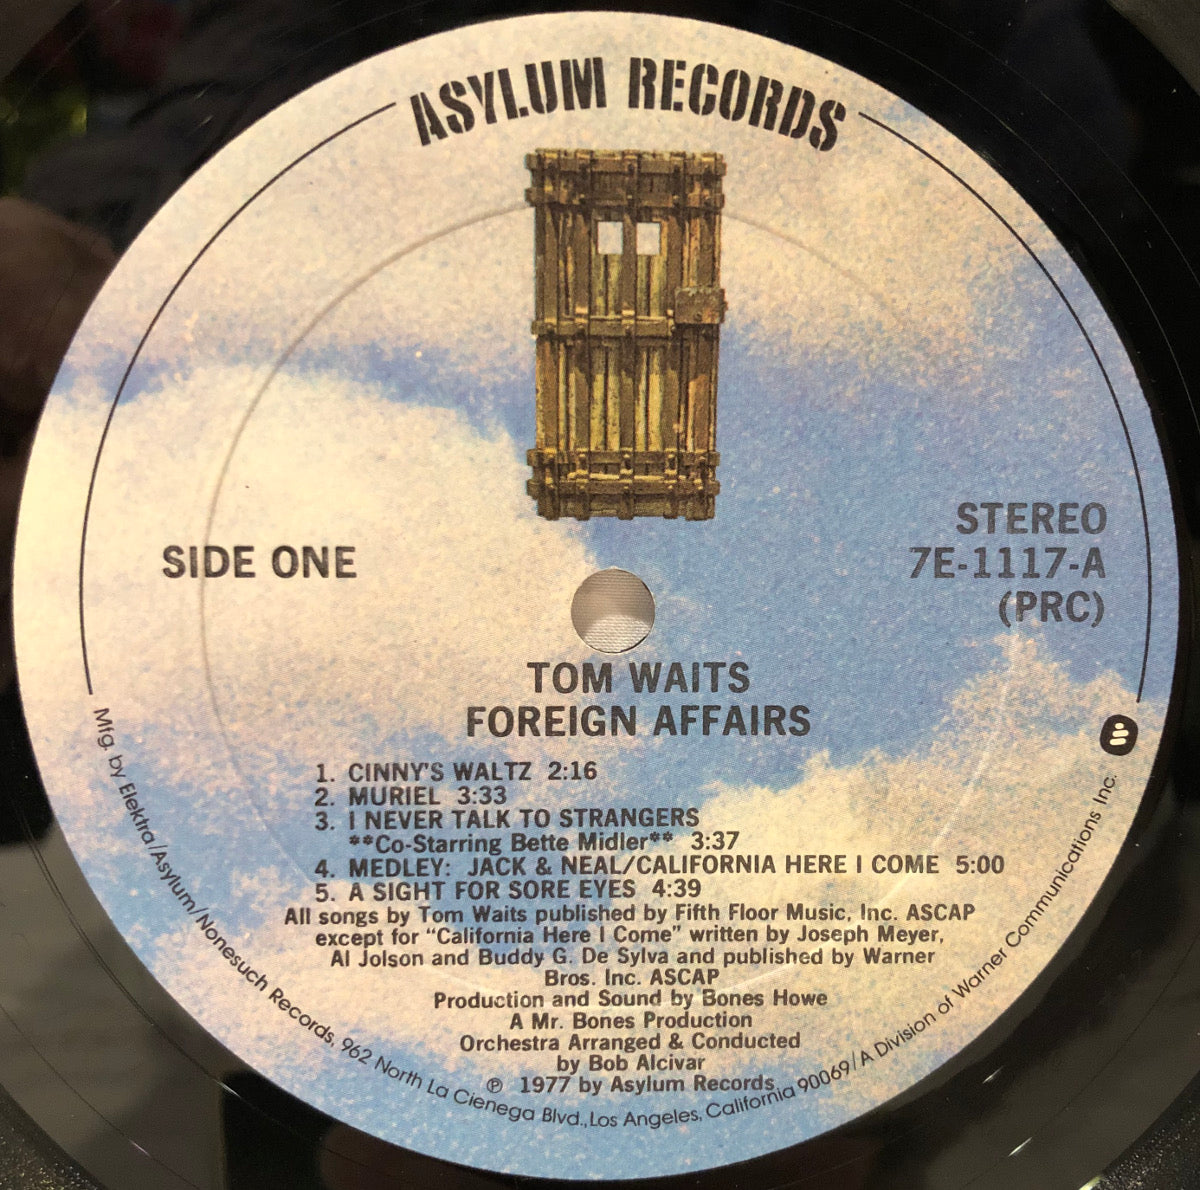 ASYLUM RECORDS
SIDE ONE
STEREO
7E-1117-A
(PRC)
TOM WAITS
FOREIGN AFFAIRS
1. CINNY'S WALTZ 2:16
2. MURIEL 3:33
3. I NEVER TALK TO STRANGERS
**Co-Starring Bette Midler** 3:37
4. MEDLEY: JACK & NEAL/CALIFORNIA HERE I COME 5:00
5. A SIGHT FOR SORE EYES 4:39
All songs by Tom Waits published by Fifth Floor Music, Inc. ASCAP
except for "California Here I Come" written by Joseph Meyer,
Al Jolson and Buddy G. De Sylva and published by Warner
Bros. Inc. ASCAP
Production and Sound by Bones Howe
A Mr. Bones Production
Orchestra Arranged & Conducted
by Bob Alcivar
℗ 1977 by Asylum Records
Mfg. by Elektra/Asylum/Nonesuch Records, 962 North La Cienega Blvd., Los Angeles, California 90069/A Division of Warner Communications Inc.